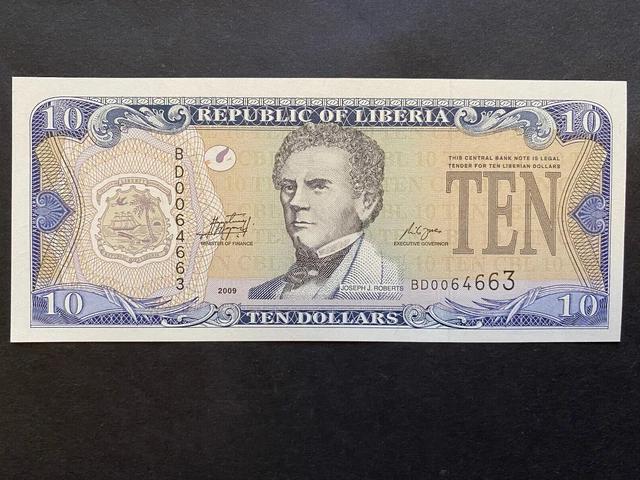 10 REPUBLIC OF LIBERIA 10
THIS CENTRAL BANK NOTE IS LEGAL
TENDER FOR TEN LIBERIAN DOLLARS
TEN
BD0064663
MINISTER OF FINANCE
EXECUTIVE GOVERNOR
2009
JOSEPH J. ROBERTS
BD0064663
10 TEN DOLLARS 10